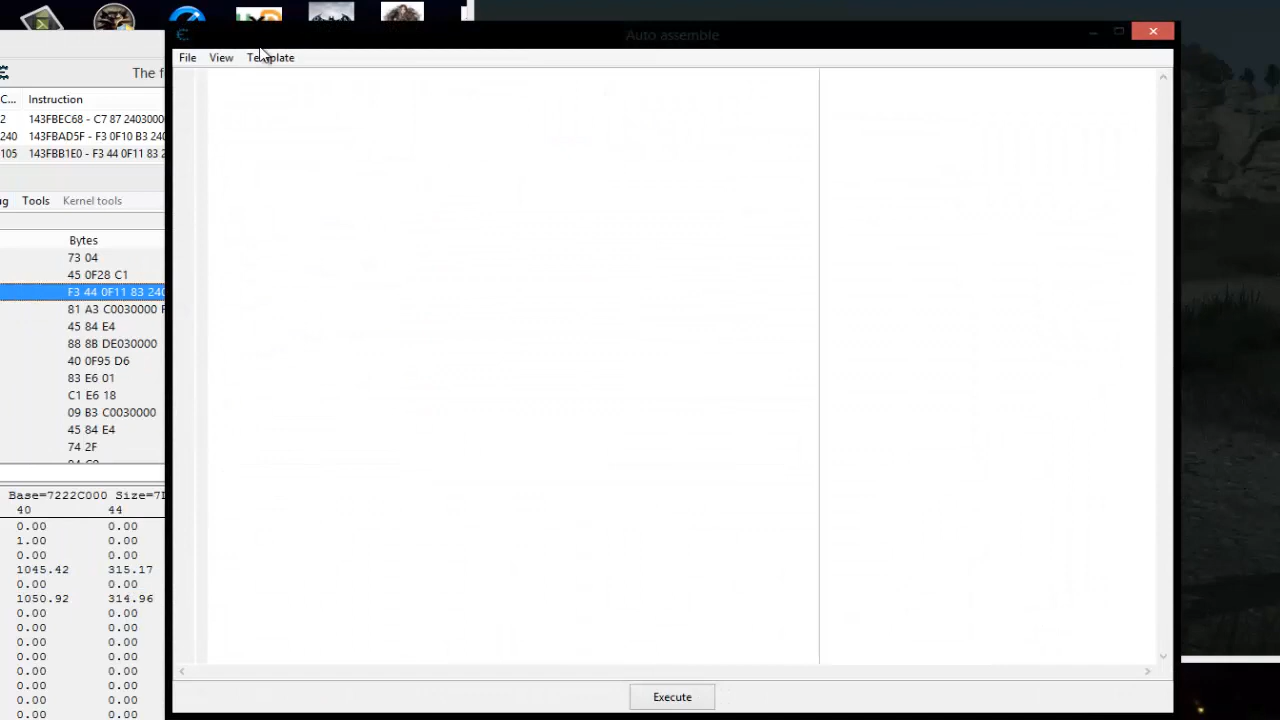 Auto assemble
File View Template
The f
C... Instruction
2 143FBEC68 - C7 87 2403000
240 143FBAD5F - F3 0F10 B3 240
105 143FBB1E0 - F3 44 0F11 83 2
g Tools Kernel tools
Bytes
73 04
45 0F28 C1
F3 44 0F11 83 240
81 A3 C0030000 F
45 84 E4
88 8B DE030000
40 0F95 D6
83 E6 01
C1 E6 18
09 B3 C0030000
45 84 E4
74 2F
Base=7222C000 Size=7
40 44
0.00 0.00
1.00 0.00
0.00 0.00
1045.42 315.17
0.00 0.00
1050.92 314.96
0.00 0.00
0.00 0.00
0.00 0.00
0.00 0.00
0.00 0.00
0.00 0.00
0.00 0.00
0.00 0.00
Execute